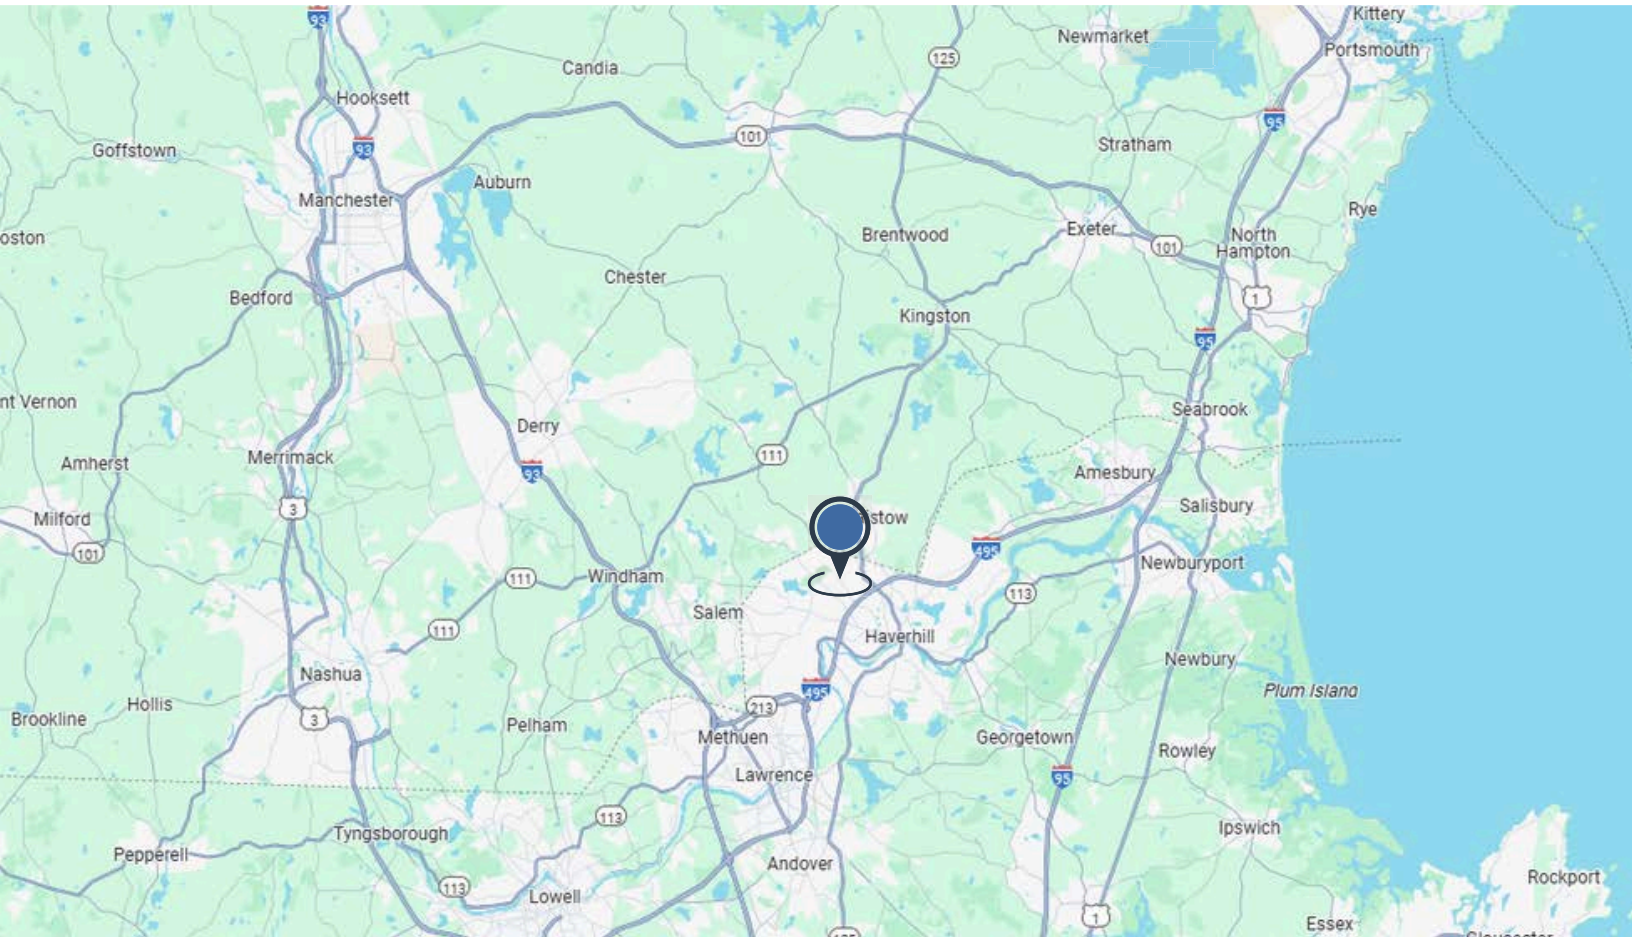 93
Kittery
Newmarket
Portsmouth
125
Candia
Hooksett
95
101
93
Stratham
Goffstown
Auburn
Manchester
Rye
Exeter
Brentwood
oston
North
Hampton
101
Chester
Bedford
1
Kingston
95
nt Vernon
Seabrook
Derry
111
Merrimack
Amherst
93
Amesbury
3
Salisbury
Milford
istow
101
495
Newburyport
Windham
111
113
Salem
111
Haverhill
Newbury
Nashua
Plum Island
495
Hollis
213
Brookline
3
Pelham
Methuen
Georgetown
Rowley
Lawrence
95
113
Ipswich
Tyngsborough
Pepperell
Andover
Rockport
113
Lowell
1
Essex